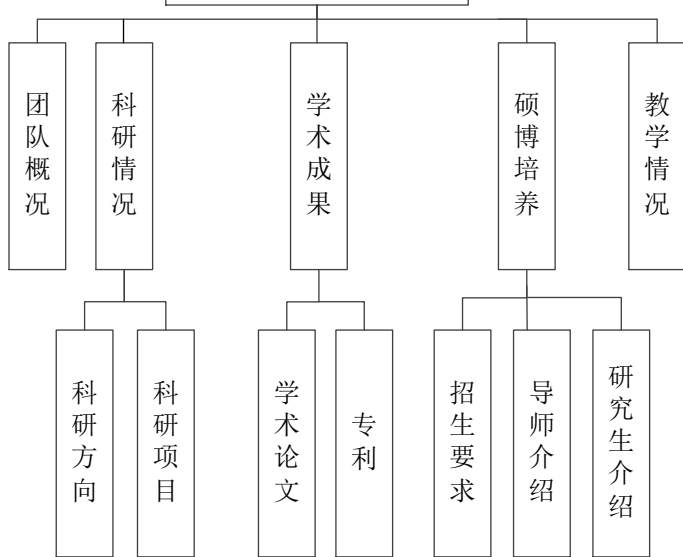 团队概况
科研情况
学术成果
硕博培养
教学情况
科研方向
科研项目
学术论文
专利
招生要求
导师介绍
研究生介绍